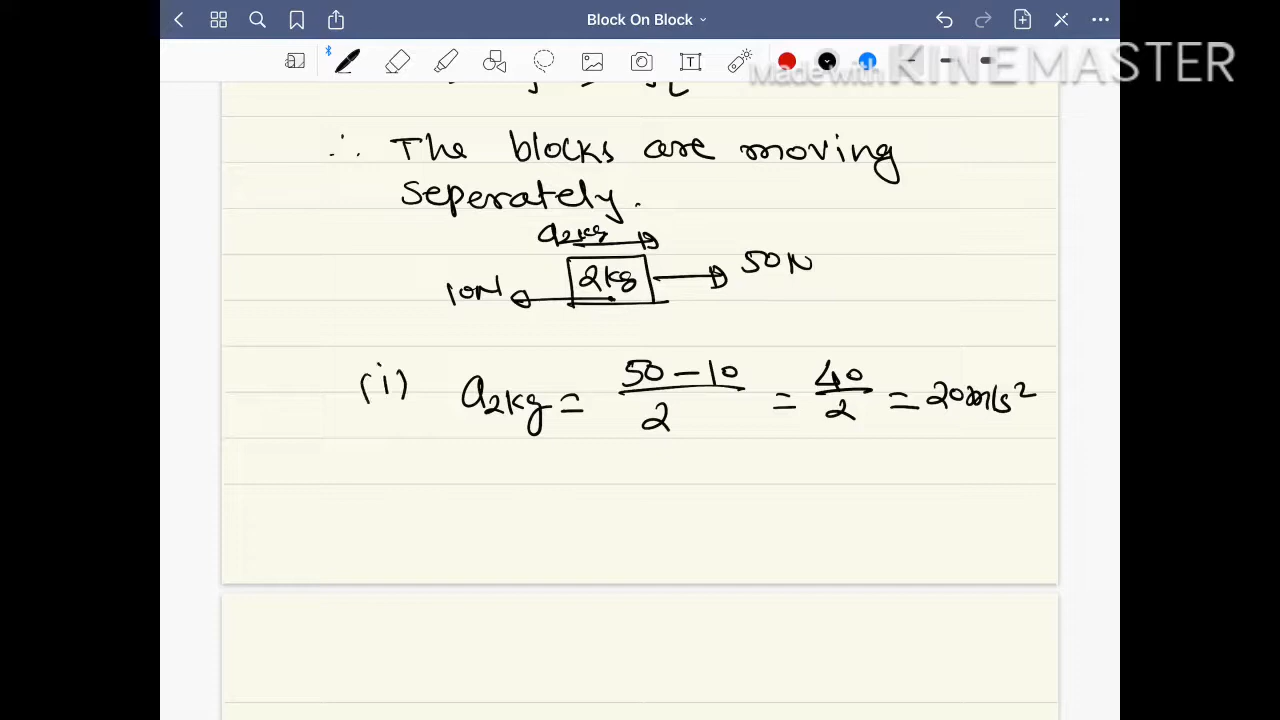 Block On Block
Made with KINEMASTER
∴ The blocks are moving
seperately.
a2kg
10N 2kg 50N
(i) a2kg = 50 - 10 / 2 = 40 / 2 = 20m/s²